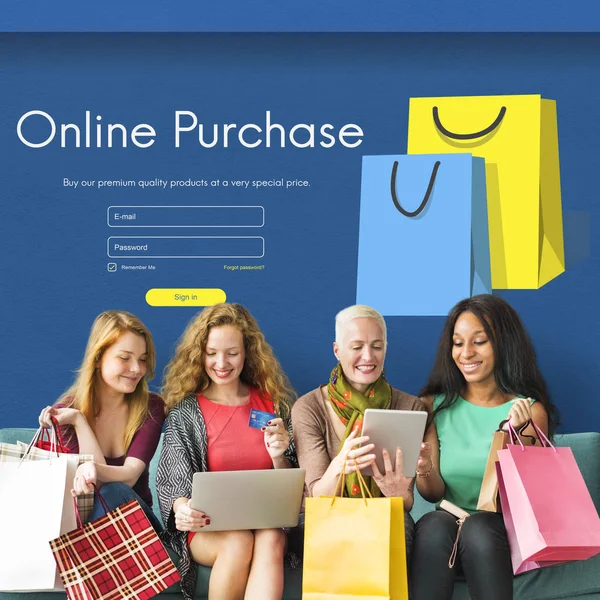 Online Purchase
Buy our premium quality products at a very special price.
E-mail
Password
Remember Me
Forgot password?
Sign in